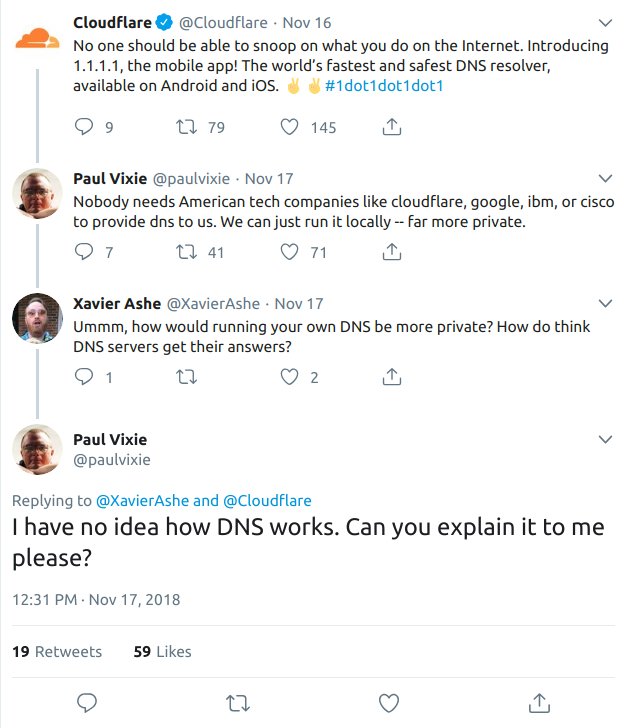 Cloudflare @Cloudflare · Nov 16
No one should be able to snoop on what you do on the Internet. Introducing
1.1.1.1, the mobile app! The world’s fastest and safest DNS resolver,
available on Android and iOS. ✌️✌️#1dot1dot1dot1
9 79 145
Paul Vixie @paulvixie · Nov 17
Nobody needs American tech companies like cloudflare, google, ibm, or cisco
to provide dns to us. We can just run it locally -- far more private.
7 41 71
Xavier Ashe @XavierAshe · Nov 17
Ummm, how would running your own DNS be more private? How do think
DNS servers get their answers?
1 2
Paul Vixie
@paulvixie
Replying to @XavierAshe and @Cloudflare
I have no idea how DNS works. Can you explain it to me
please?
12:31 PM · Nov 17, 2018
19 Retweets 59 Likes